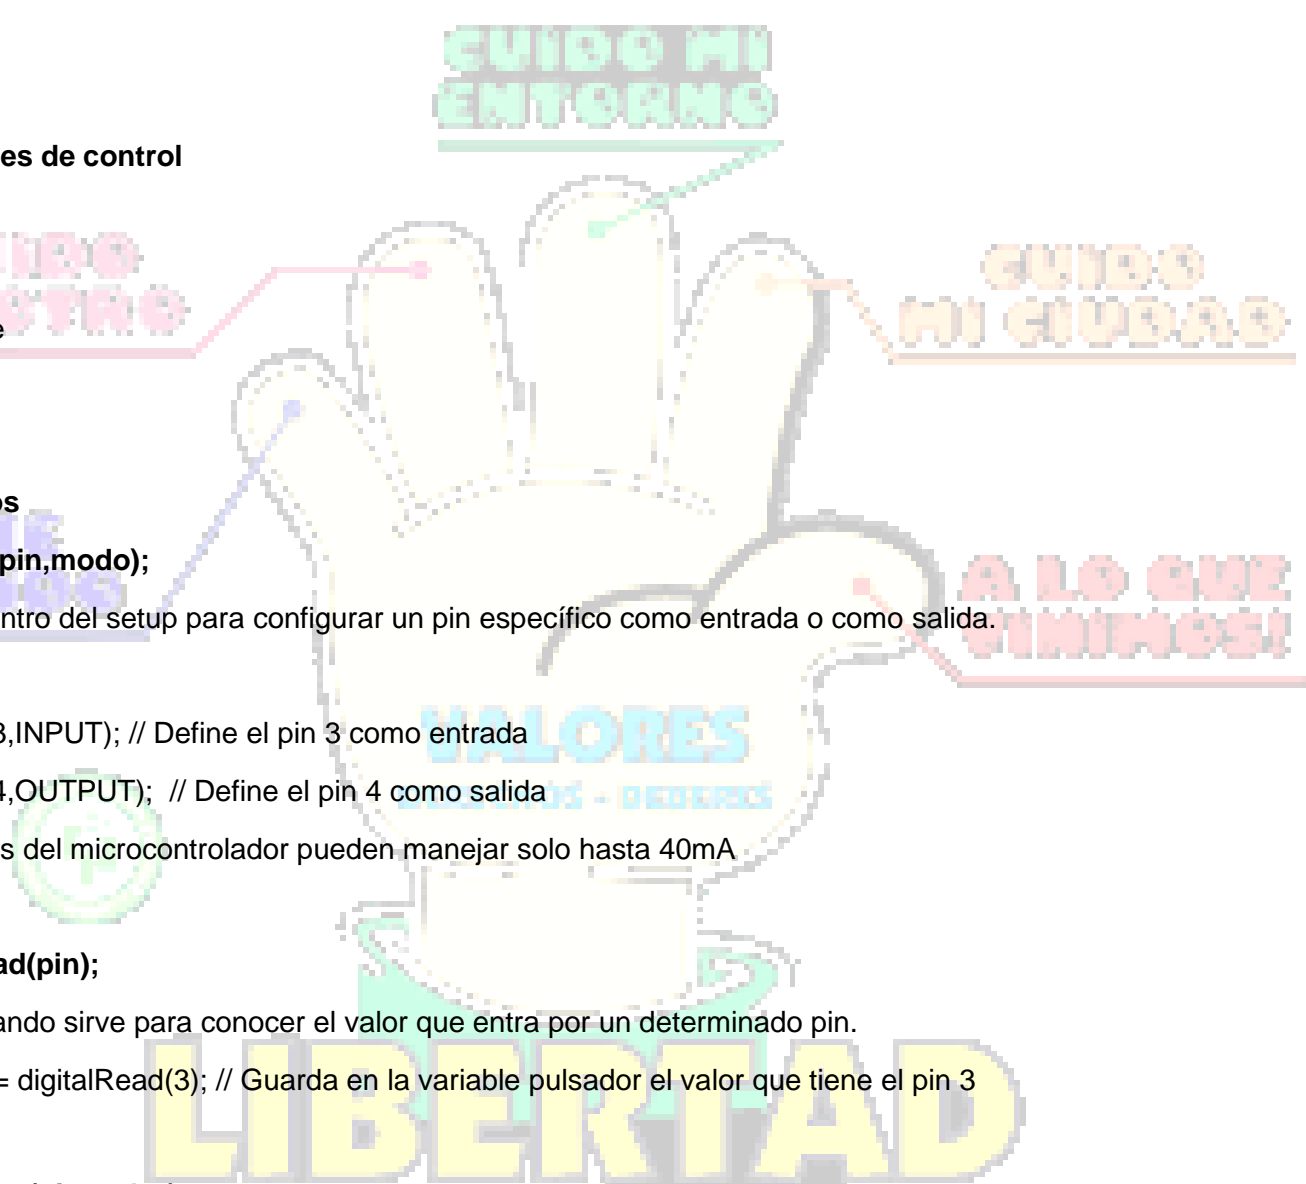 CUIDO MI
ENTORNO
es de control
CUIDO
MI CIUDAD
e
os
pin,modo);
A LO QUE
VINIMOS!
ntro del setup para configurar un pin específico como entrada o como salida.
VALORES
3,INPUT); // Define el pin 3 como entrada
4,OUTPUT); // Define el pin 4 como salida
s del microcontrolador pueden manejar solo hasta 40mA
ad(pin);
ando sirve para conocer el valor que entra por un determinado pin.
= digitalRead(3); // Guarda en la variable pulsador el valor que tiene el pin 3
LIBERTAD